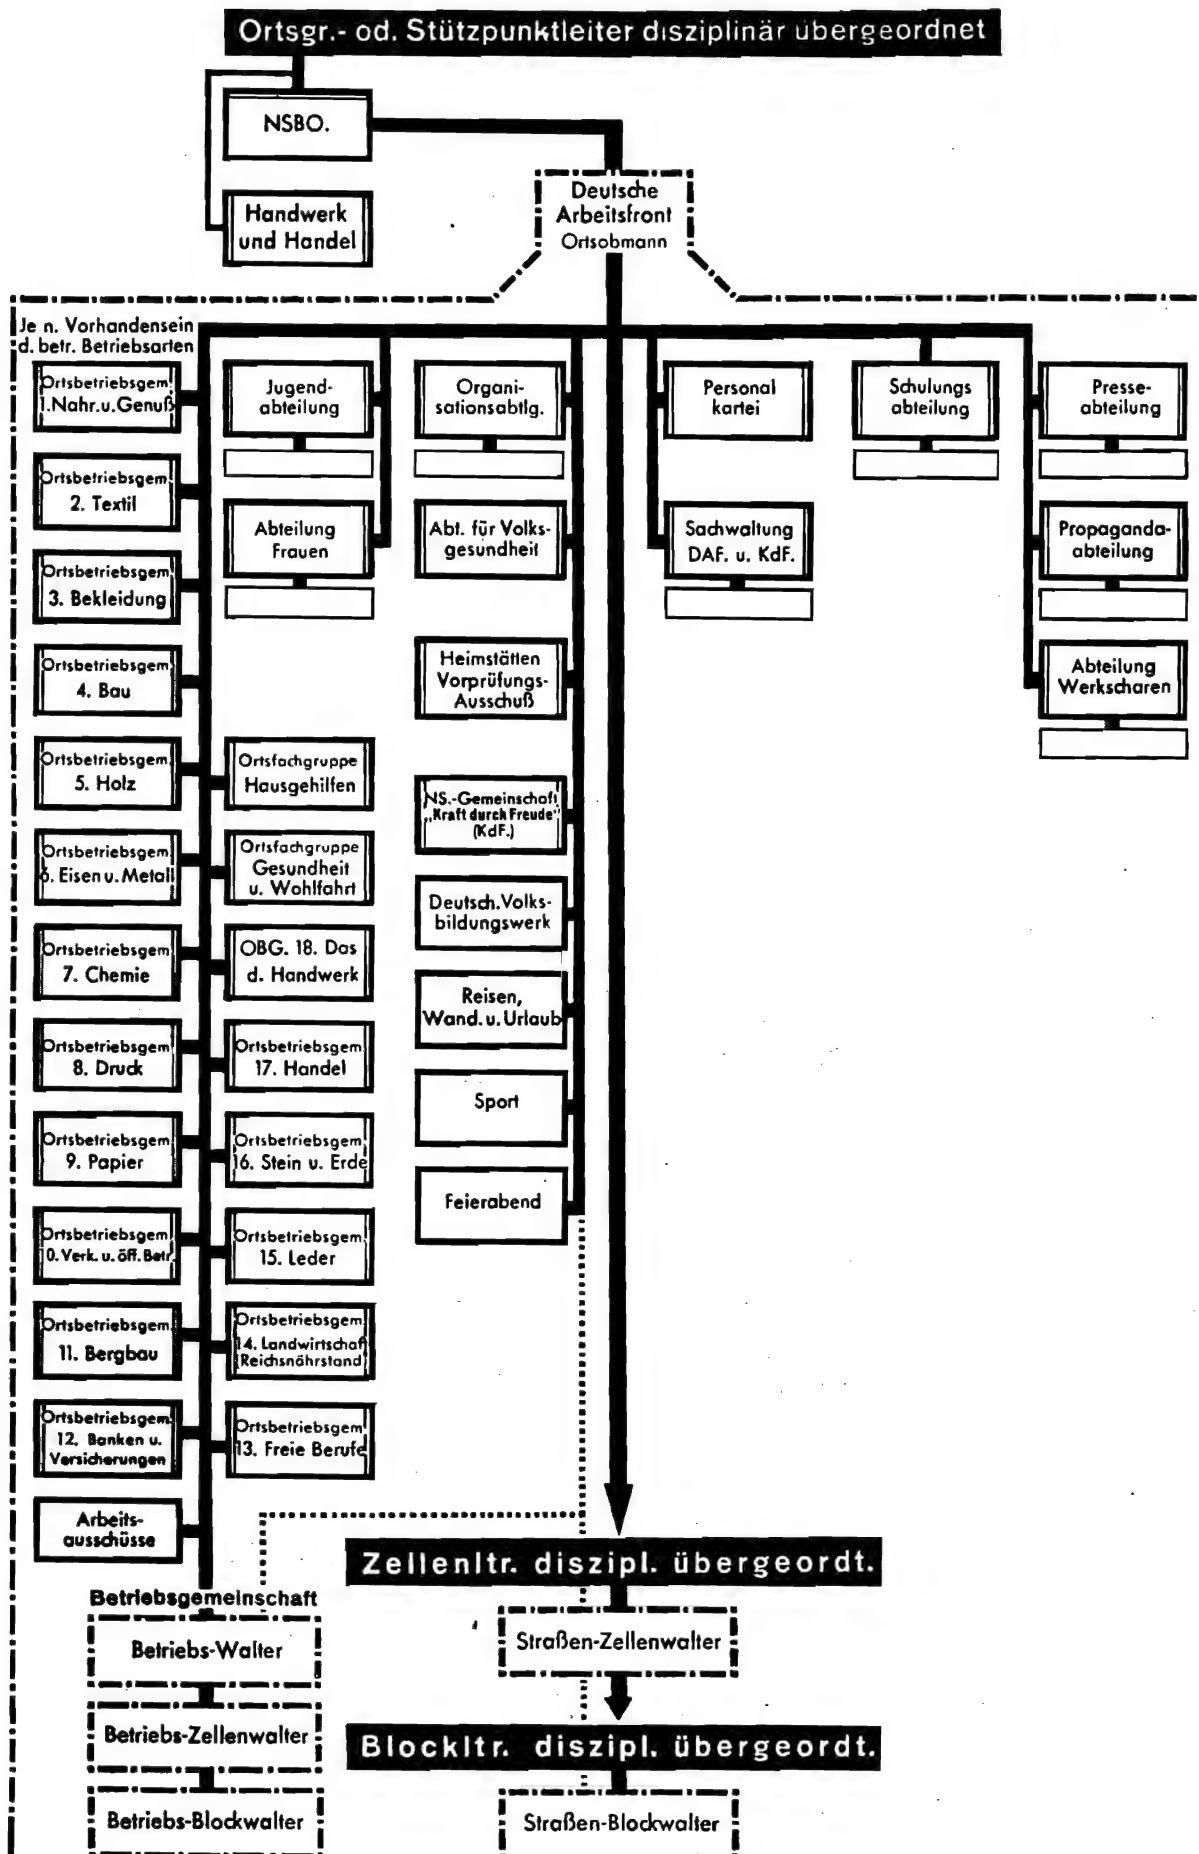 Ortsgr.- od. Stützpunktleiter disziplinär übergeordnet
NSBO.
Handwerk
und Handel
Deutsche
Arbeitsfront
Ortsobmann
Je n. Vorhandensein
d. betr. Betriebsarten
Ortsbetriebsgem.
1. Nahr. u. Genuß
Ortsbetriebsgem.
2. Textil
Ortsbetriebsgem.
3. Bekleidung
Ortsbetriebsgem.
4. Bau
Ortsbetriebsgem.
5. Holz
Ortsbetriebsgem.
6. Eisen u. Metall
Ortsbetriebsgem.
7. Chemie
Ortsbetriebsgem.
8. Druck
Ortsbetriebsgem.
9. Papier
Ortsbetriebsgem.
0. Verk. u. öff. Betr.
Ortsbetriebsgem.
11. Bergbau
Ortsbetriebsgem.
12. Banken u.
Versicherungen
Arbeits-
ausschüsse
Jugend-
abteilung
Abteilung
Frauen
Ortsfachgruppe
Hausgehilfen
Ortsfachgruppe
Gesundheit
u. Wohlfahrt
OBG. 18. Das
d. Handwerk
Ortsbetriebsgem.
17. Handel
Ortsbetriebsgem.
16. Stein u. Erde
Ortsbetriebsgem.
15. Leder
Ortsbetriebsgem.
14. Landwirtschaf
Reichsnährstand
Ortsbetriebsgem.
13. Freie Berufe
Organi-
sationsabtlg.
Abt. für Volks-
gesundheit
Heimstätten
Vorprüfungs-
Ausschuß
NS.-Gemeinschaft
„Kraft durch Freude"
(KdF.)
Deutsch. Volks-
bildungswerk
Reisen,
Wand. u. Urlaub
Sport
Feierabend
Personal
kartei
Sachwaltung
DAF. u. KdF.
Schulungs
abteilung
Presse-
abteilung
Propaganda-
abteilung
Abteilung
Werkscharen
Betriebsgemeinschaft
Betriebs-Walter
Betriebs-Zellenwalter
Betriebs-Blockwalter
Zellenltr. diszipl. übergeordt.
Straßen-Zellenwalter
Blockltr. diszipl. übergeordt.
Straßen-Blockwalter